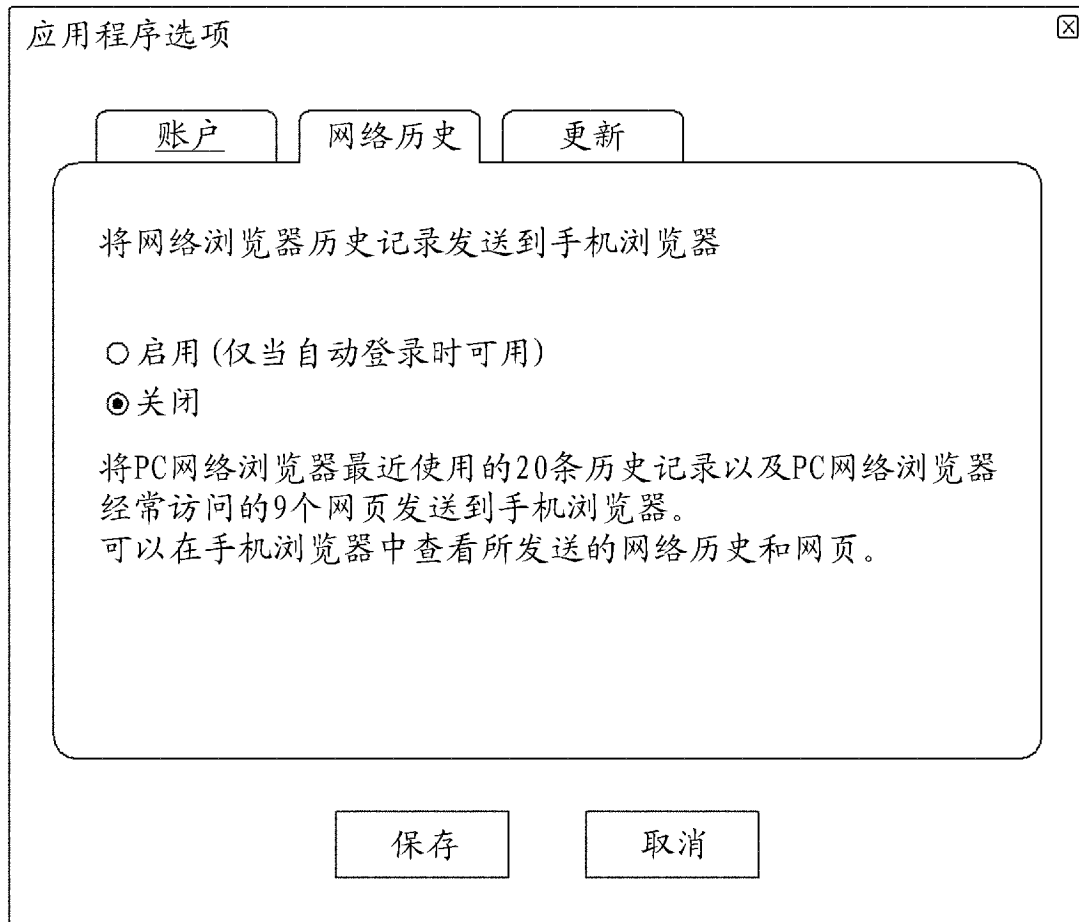 应用程序选项
账户
网络历史
更新
将网络浏览器历史记录发送到手机浏览器
启用(仅当自动登录时可用)
关闭
将PC网络浏览器最近使用的20条历史记录以及PC网络浏览器
经常访问的9个网页发送到手机浏览器。
可以在手机浏览器中查看所发送的网络历史和网页。
保存
取消